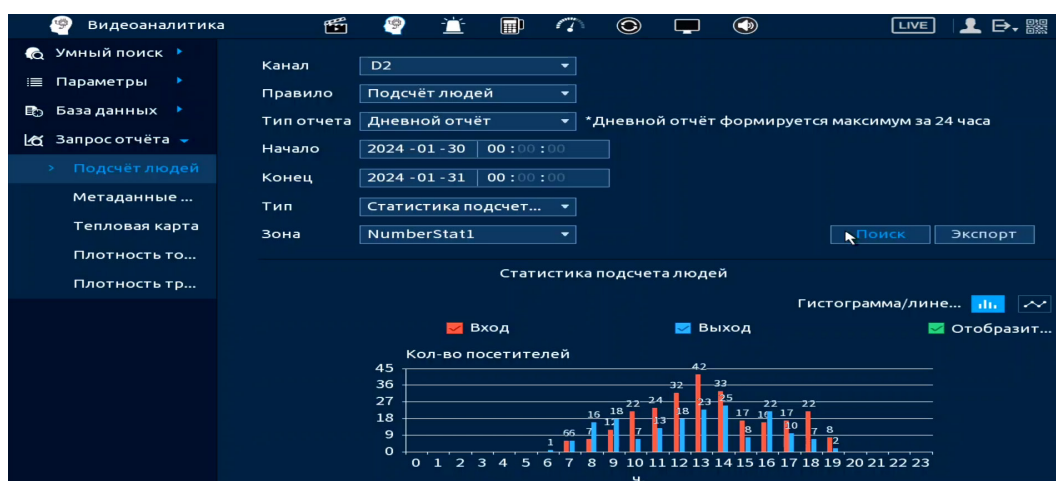 Видеоаналитика
LIVE
Умный поиск
Параметры
База данных
Запрос отчёта
> Подсчёт людей
Метаданные ...
Тепловая карта
Плотность то...
Плотность тр...
Канал D2
Правило Подсчёт людей
Тип отчета Дневной отчёт *Дневной отчёт формируется максимум за 24 часа
Начало 2024 -01 -30 00 :00 :00
Конец 2024 -01 -31 00 :00 :00
Тип Статистика подсчет...
Зона NumberStat1 Поиск Экспорт
Статистика подсчета людей
Гистограмма/лине...
Вход Выход Отобразит...
Кол-во посетителей
45
36
27
18
9
0
1 6 6 7 16 12 18 22 7 24 13 32 18 42 23 33 25 17 8 16 22 17 10 22 7 8 2
0 1 2 3 4 5 6 7 8 9 10 11 12 13 14 15 16 17 18 19 20 21 22 23